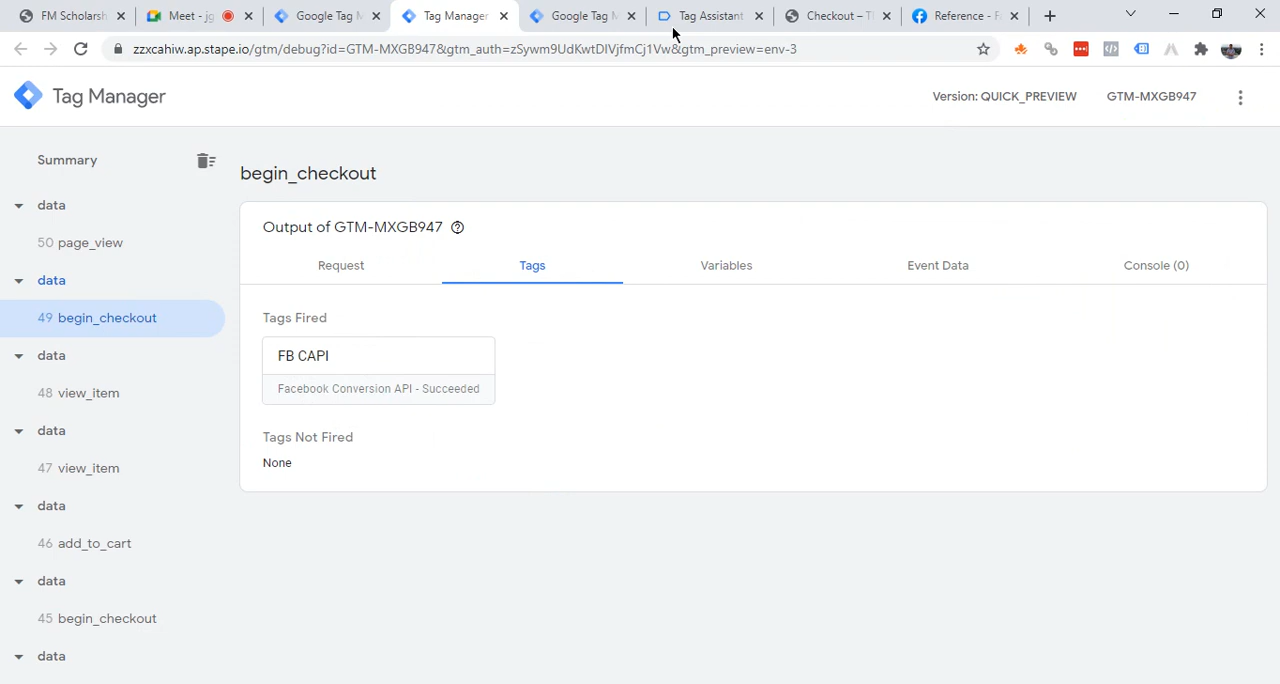 FM Scholarsh
Meet - jg
Google Tag M
Tag Manager
Google Tag M
Tag Assistant
Checkout – Th
Reference - Fa
zzxcahiw.ap.stape.io/gtm/debug?id=GTM-MXGB947&gtm_auth=zSywm9UdKwtDIVjfmCj1Vw&gtm_preview=env-3
Tag Manager
Version: QUICK_PREVIEW
GTM-MXGB947
Summary
data
50 page_view
data
49 begin_checkout
data
48 view_item
data
47 view_item
data
46 add_to_cart
data
45 begin_checkout
data
begin_checkout
Output of GTM-MXGB947
Request
Tags
Variables
Event Data
Console (0)
Tags Fired
FB CAPI
Facebook Conversion API - Succeeded
Tags Not Fired
None